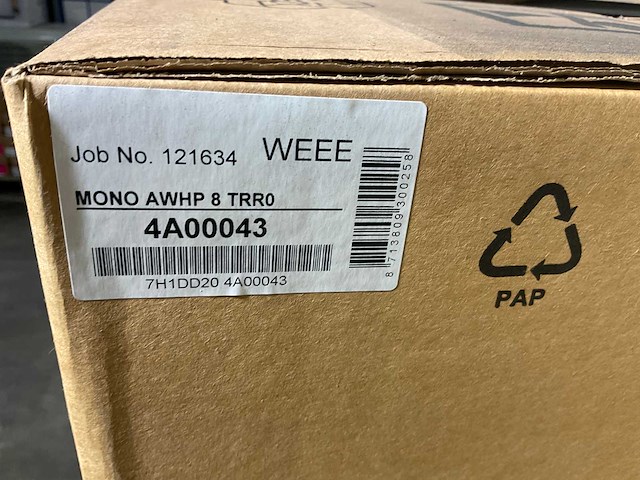 Job No. 121634 WEEE
MONO AWHP 8 TRR0
4A00043
7H1DD20 4A00043
8 713809 300258
PAP